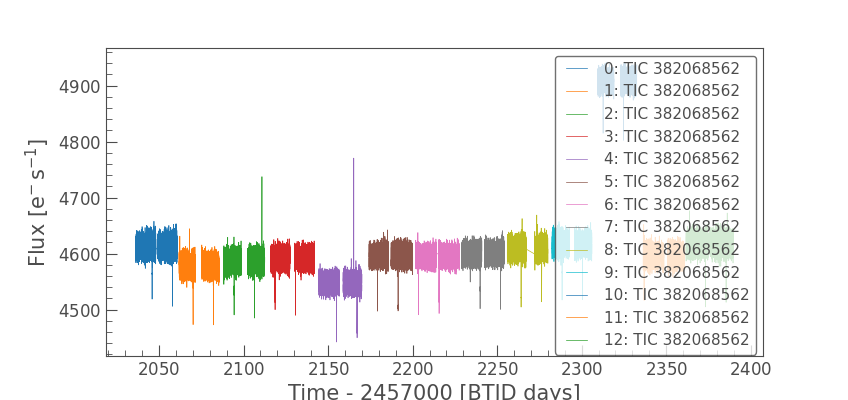 Flux [e⁻ s⁻¹]
4900
4800
4700
4600
4500
0: TIC 382068562
1: TIC 382068562
2: TIC 382068562
3: TIC 382068562
4: TIC 382068562
5: TIC 382068562
6: TIC 382068562
7: TIC 382068562
8: TIC 382068562
9: TIC 382068562
10: TIC 382068562
11: TIC 382068562
12: TIC 382068562
2050 2100 2150 2200 2250 2300 2350 2400
Time - 2457000 [BTJD days]